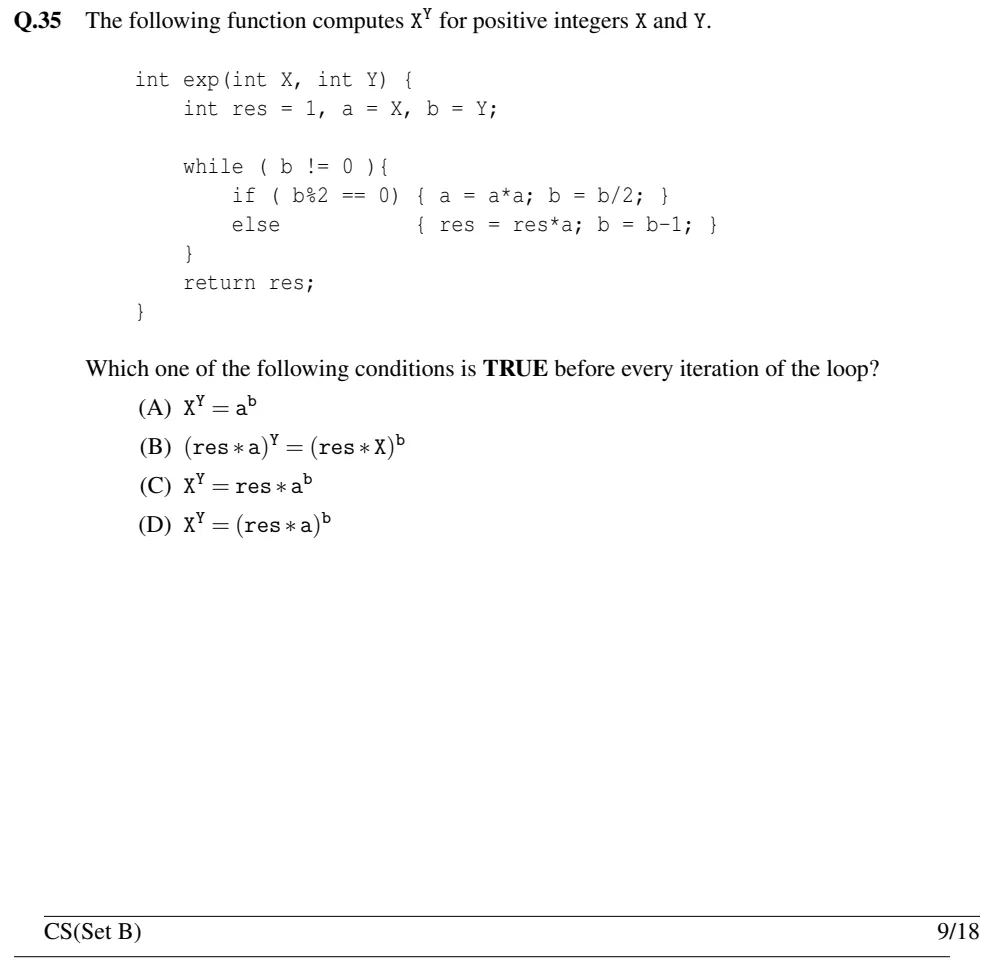 Q.35 The following function computes X^Y for positive integers X and Y.
int exp(int X, int Y) {
int res = 1, a = X, b = Y;
while ( b != 0 ){
if ( b%2 == 0) { a = a*a; b = b/2; }
else { res = res*a; b = b-1; }
}
return res;
}
Which one of the following conditions is TRUE before every iteration of the loop?
(A) X^Y = a^b
(B) (res * a)^Y = (res * X)^b
(C) X^Y = res * a^b
(D) X^Y = (res * a)^b
CS(Set B) 9/18